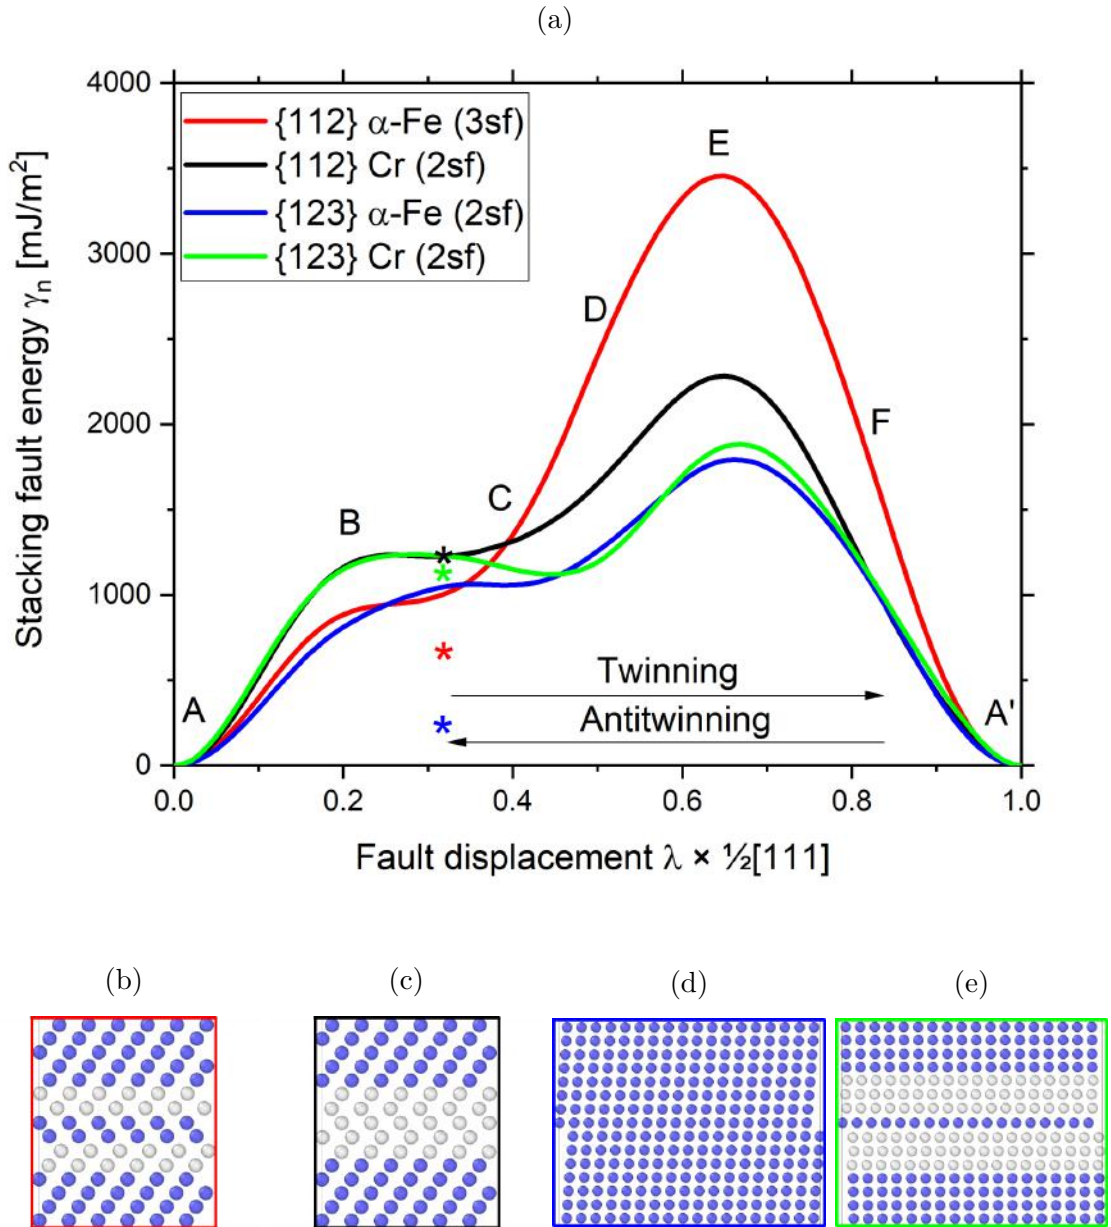 (a)
4000
3000
2000
1000
0
Stacking fault energy γn [mJ/m²]
{112} α-Fe (3sf)
{112} Cr (2sf)
{123} α-Fe (2sf)
{123} Cr (2sf)
E
D
F
C
B
A
A'
*
*
*
*
Twinning
Antitwinning
0.0 0.2 0.4 0.6 0.8 1.0
Fault displacement λ × ½[111]
(b) (c) (d) (e)